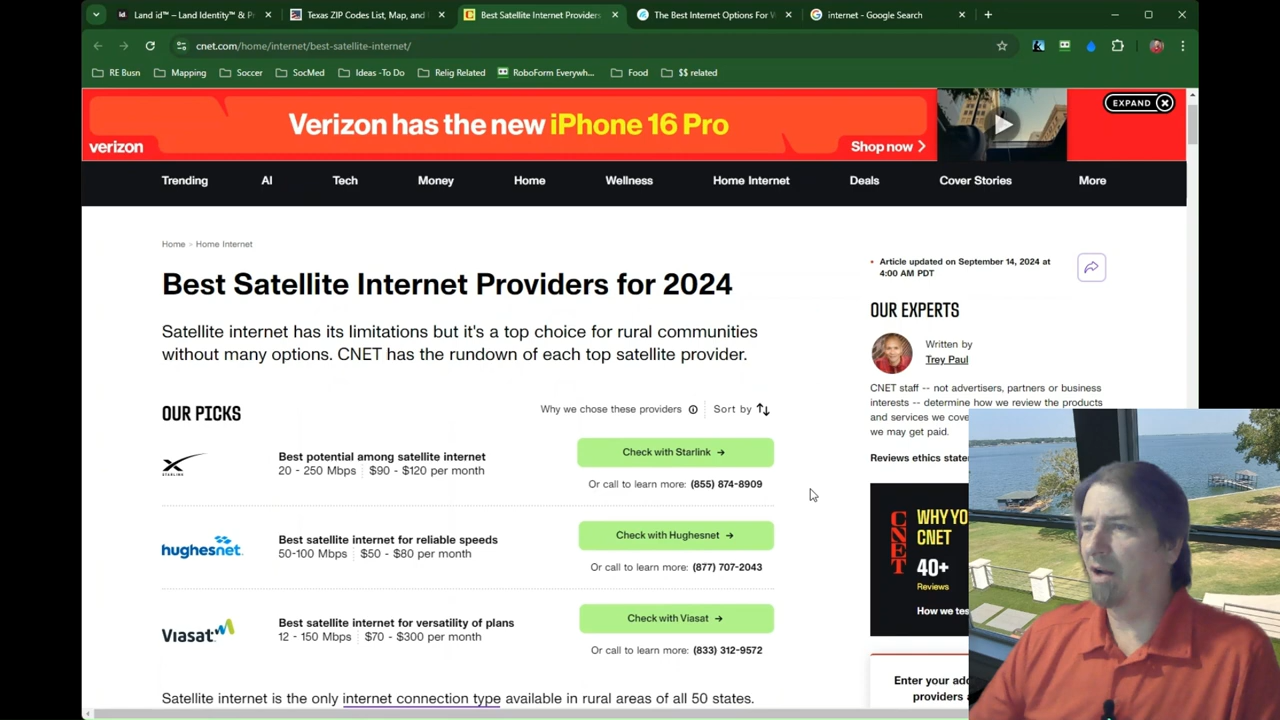 Land id™ – Land Identity™ & Pr
Texas ZIP Codes List, Map, and
Best Satellite Internet Providers
The Best Internet Options For W
internet - Google Search
cnet.com/home/internet/best-satellite-internet/
RE Busn
Mapping
Soccer
SocMed
Ideas -To Do
Relig Related
RoboForm Everywh...
Food
$$ related
Verizon has the new iPhone 16 Pro
verizon
Shop now
EXPAND
Trending
AI
Tech
Money
Home
Wellness
Home Internet
Deals
Cover Stories
More
Home > Home Internet
Best Satellite Internet Providers for 2024
Satellite internet has its limitations but it's a top choice for rural communities
without many options. CNET has the rundown of each top satellite provider.
Article updated on September 14, 2024 at
4:00 AM PDT
OUR EXPERTS
Written by
Trey Paul
CNET staff -- not advertisers, partners or business
interests -- determine how we review the products
and services we cove
we may get paid.
Reviews ethics state
OUR PICKS
Why we chose these providers
Sort by
STARLINK
Best potential among satellite internet
20 - 250 Mbps | $90 - $120 per month
Check with Starlink →
Or call to learn more: (855) 874-8909
hughesnet
Best satellite internet for reliable speeds
50-100 Mbps | $50 - $80 per month
Check with Hughesnet →
Or call to learn more: (877) 707-2043
Viasat
Best satellite internet for versatility of plans
12 - 150 Mbps | $70 - $300 per month
Check with Viasat →
Or call to learn more: (833) 312-9572
Satellite internet is the only internet connection type available in rural areas of all 50 states.
CNET
WHY YO
CNET
40+
Reviews
How we tes
Enter your add
providers a